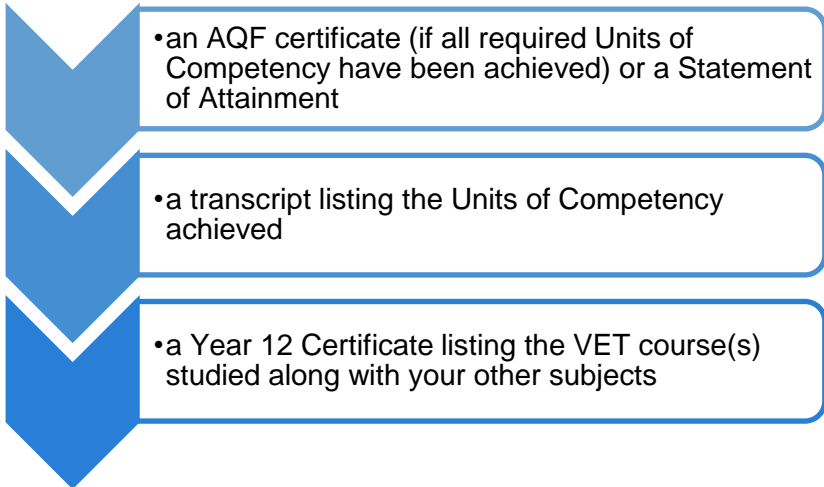 •an AQF certificate (if all required Units of
Competency have been achieved) or a Statement
of Attainment
•a transcript listing the Units of Competency
achieved
•a Year 12 Certificate listing the VET course(s)
studied along with your other subjects